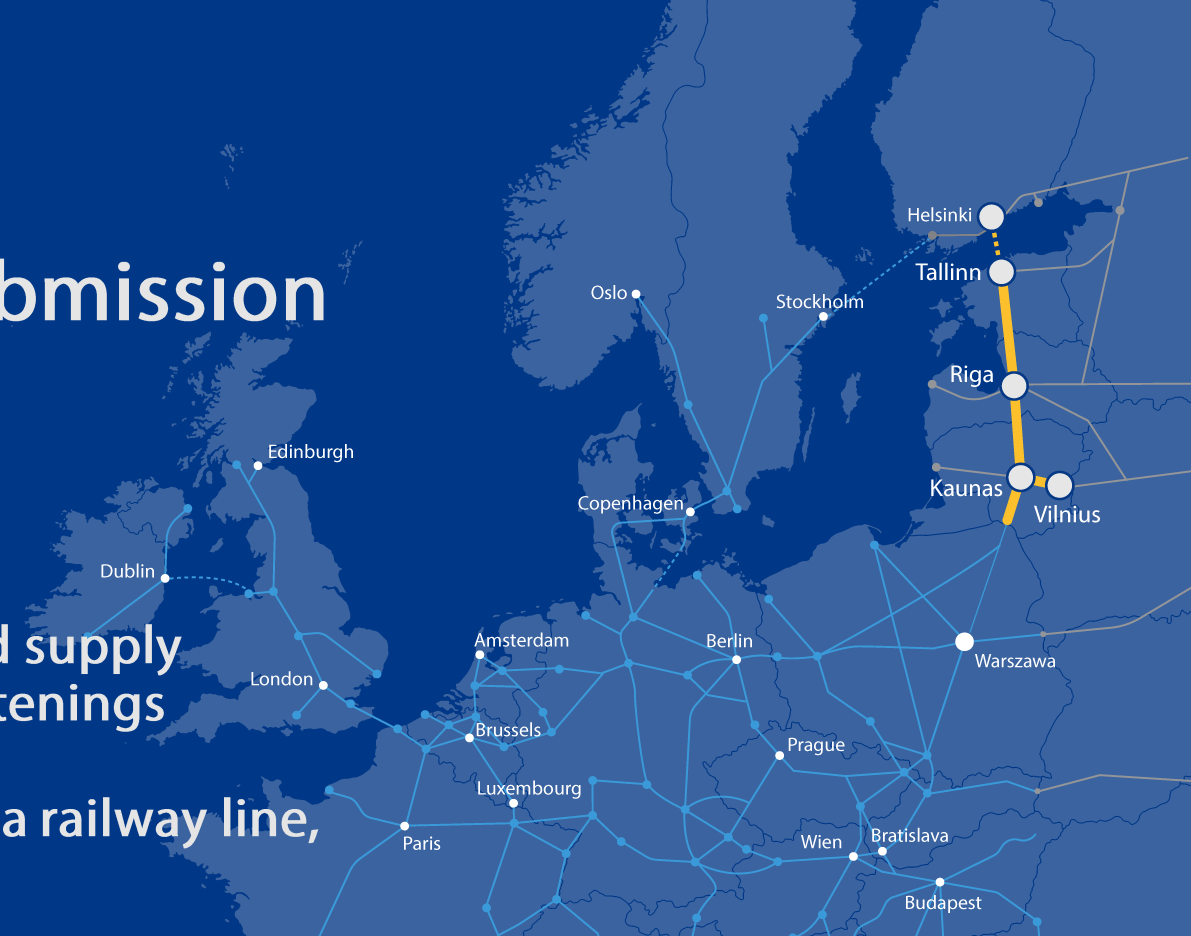 Helsinki
Tallinn
bmission
Oslo
Stockholm
Riga
Edinburgh
Kaunas
Copenhagen
Vilnius
Dublin
d supply
Amsterdam
Berlin
Warszawa
London
tenings
Brussels
Prague
Luxembourg
a railway line,
Paris
Wien
Bratislava
Budapest